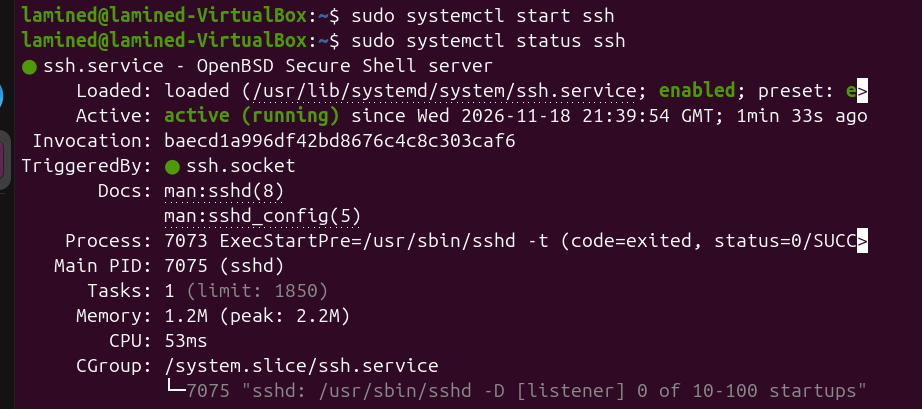 lamined@lamined-VirtualBox:~$ sudo systemctl start ssh
lamined@lamined-VirtualBox:~$ sudo systemctl status ssh
● ssh.service - OpenBSD Secure Shell server
     Loaded: loaded (/usr/lib/systemd/system/ssh.service; enabled; preset: e>
     Active: active (running) since Wed 2026-11-18 21:39:54 GMT; 1min 33s ago
 Invocation: baecd1a996df42bd8676c4c8c303caf6
TriggeredBy: ● ssh.socket
       Docs: man:sshd(8)
             man:sshd_config(5)
    Process: 7073 ExecStartPre=/usr/sbin/sshd -t (code=exited, status=0/SUCC>
   Main PID: 7075 (sshd)
      Tasks: 1 (limit: 1850)
     Memory: 1.2M (peak: 2.2M)
        CPU: 53ms
     CGroup: /system.slice/ssh.service
             └─7075 "sshd: /usr/sbin/sshd -D [listener] 0 of 10-100 startups"